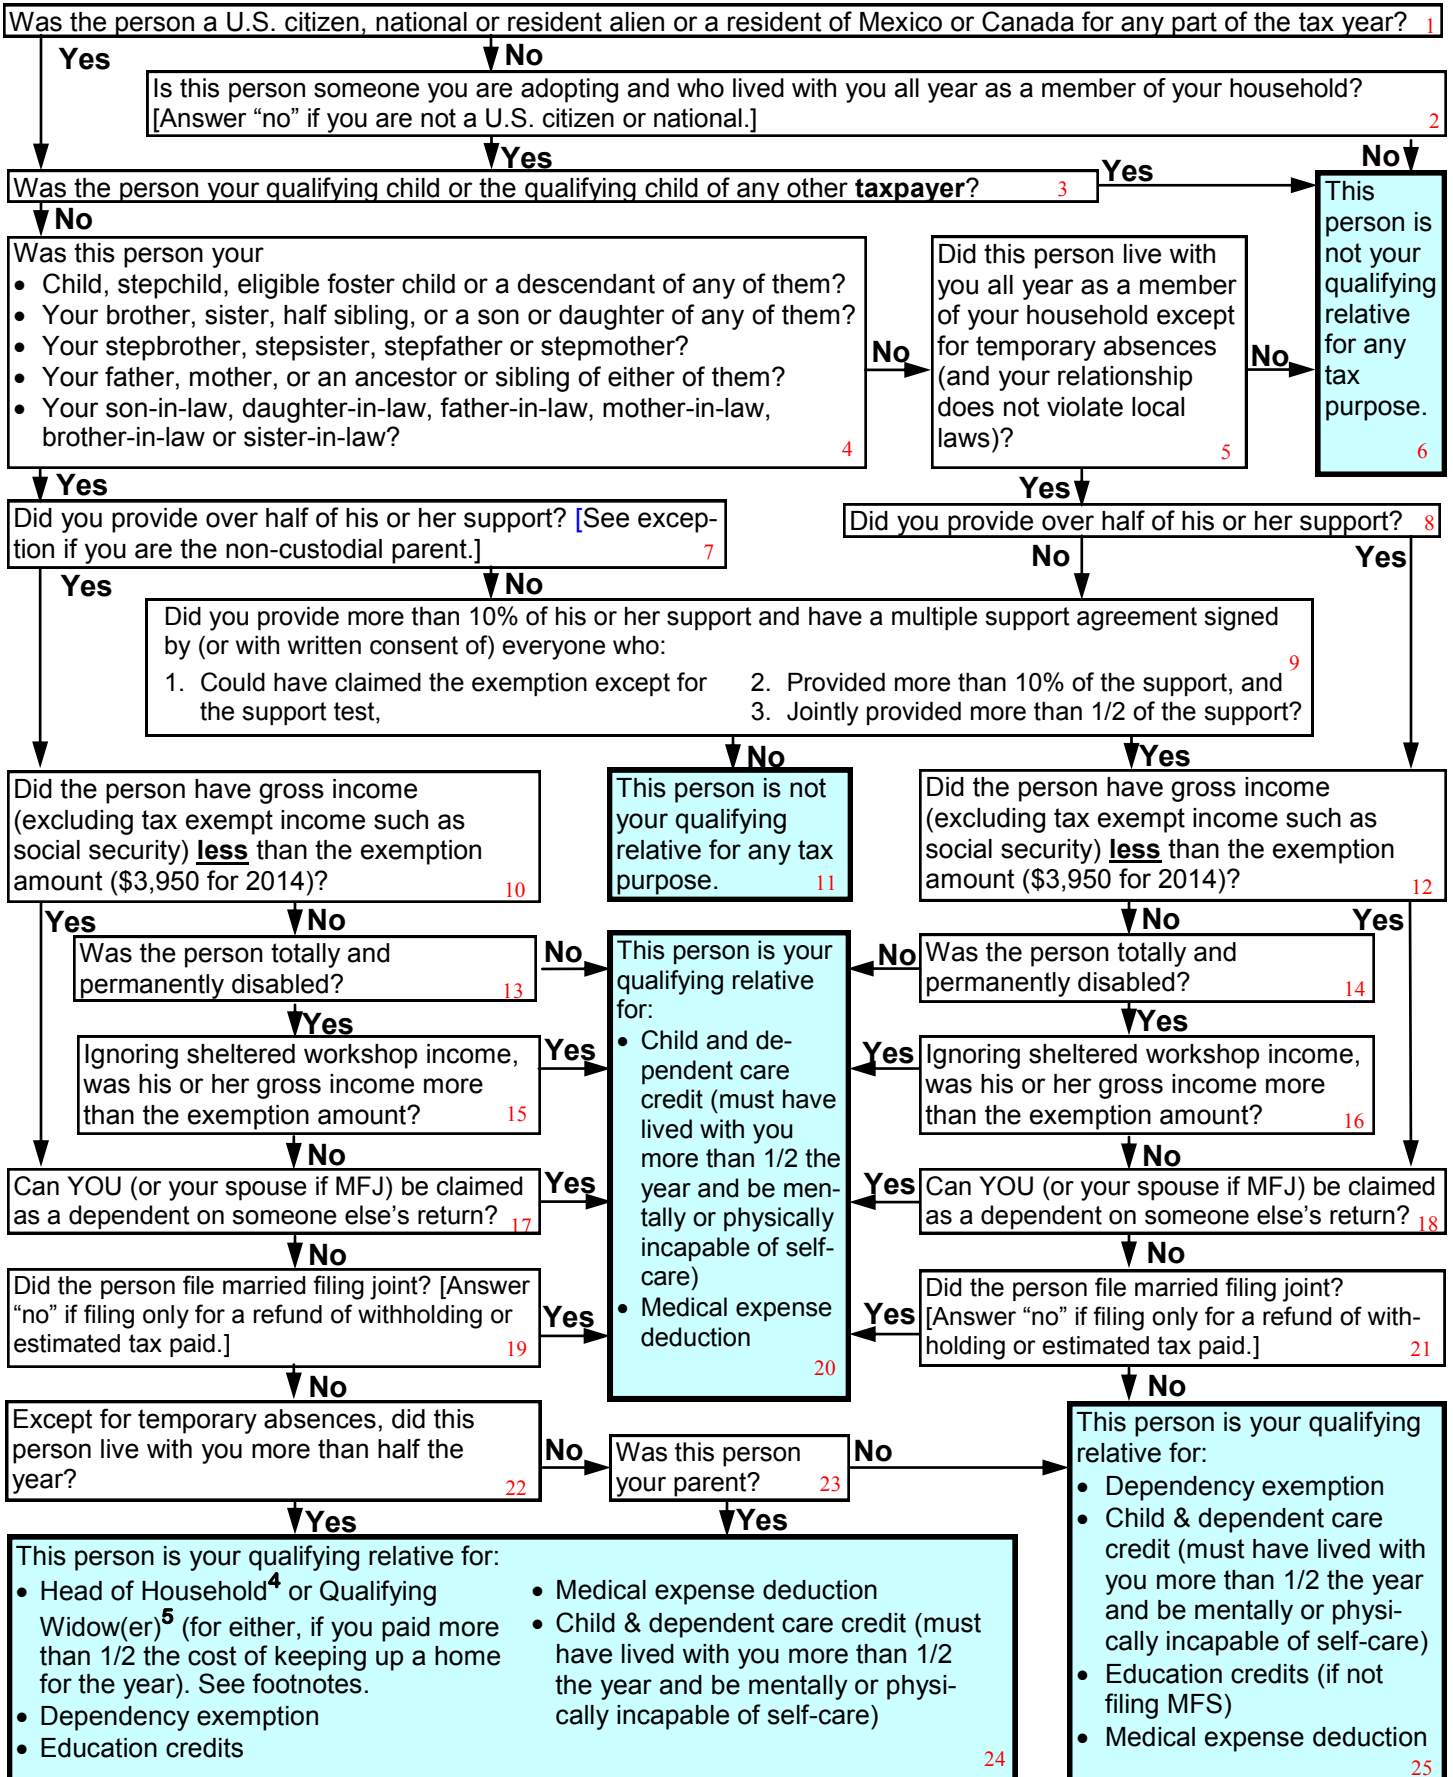 Was the person a U.S. citizen, national or resident alien or a resident of Mexico or Canada for any part of the tax year? 1
Yes
No
Is this person someone you are adopting and who lived with you all year as a member of your household?
[Answer “no” if you are not a U.S. citizen or national.] 2
Yes
No
Was the person your qualifying child or the qualifying child of any other taxpayer? 3
Yes
No
This
person is
not your
qualifying
relative
for any
tax
purpose.
6
Was this person your
• Child, stepchild, eligible foster child or a descendant of any of them?
• Your brother, sister, half sibling, or a son or daughter of any of them?
• Your stepbrother, stepsister, stepfather or stepmother?
• Your father, mother, or an ancestor or sibling of either of them?
• Your son-in-law, daughter-in-law, father-in-law, mother-in-law,
brother-in-law or sister-in-law? 4
No
Did this person live with
you all year as a member
of your household except
for temporary absences
(and your relationship
does not violate local
laws)? 5
No
Yes
Yes
Did you provide over half of his or her support? [See excep-
tion if you are the non-custodial parent.] 7
Did you provide over half of his or her support? 8
Yes
No
No
Yes
Did you provide more than 10% of his or her support and have a multiple support agreement signed
by (or with written consent of) everyone who: 9
1. Could have claimed the exemption except for
the support test,
2. Provided more than 10% of the support, and
3. Jointly provided more than 1/2 of the support?
No
Yes
Did the person have gross income
(excluding tax exempt income such as
social security) less than the exemption
amount ($3,950 for 2014)? 10
This person is not
your qualifying
relative for any tax
purpose. 11
Did the person have gross income
(excluding tax exempt income such as
social security) less than the exemption
amount ($3,950 for 2014)? 12
Yes
No
No
Yes
Was the person totally and
permanently disabled? 13
No
This person is your
qualifying relative
for:
• Child and de-
pendent care
credit (must have
lived with you
more than 1/2 the
year and be men-
tally or physically
incapable of self-
care)
• Medical expense
deduction
20
No
Was the person totally and
permanently disabled? 14
Yes
Yes
Ignoring sheltered workshop income,
was his or her gross income more
than the exemption amount? 15
Yes
Yes
Ignoring sheltered workshop income,
was his or her gross income more
than the exemption amount? 16
No
No
Can YOU (or your spouse if MFJ) be claimed
as a dependent on someone else’s return? 17
Yes
Yes
Can YOU (or your spouse if MFJ) be claimed
as a dependent on someone else’s return? 18
No
No
Did the person file married filing joint? [Answer
“no” if filing only for a refund of withholding or
estimated tax paid.] 19
Yes
Yes
Did the person file married filing joint?
[Answer “no” if filing only for a refund of with-
holding or estimated tax paid.] 21
No
No
Except for temporary absences, did this
person live with you more than half the
year? 22
No
Was this person
your parent? 23
No
Yes
Yes
This person is your qualifying relative for:
• Head of Household4 or Qualifying
Widow(er)5 (for either, if you paid more
than 1/2 the cost of keeping up a home
for the year). See footnotes.
• Dependency exemption
• Education credits
• Medical expense deduction
• Child & dependent care credit (must
have lived with you more than 1/2
the year and be mentally or physi-
cally incapable of self-care)
24
This person is your qualifying
relative for:
• Dependency exemption
• Child & dependent care
credit (must have lived with
you more than 1/2 the year
and be mentally or physi-
cally incapable of self-care)
• Education credits (if not
filing MFS)
• Medical expense deduction
25